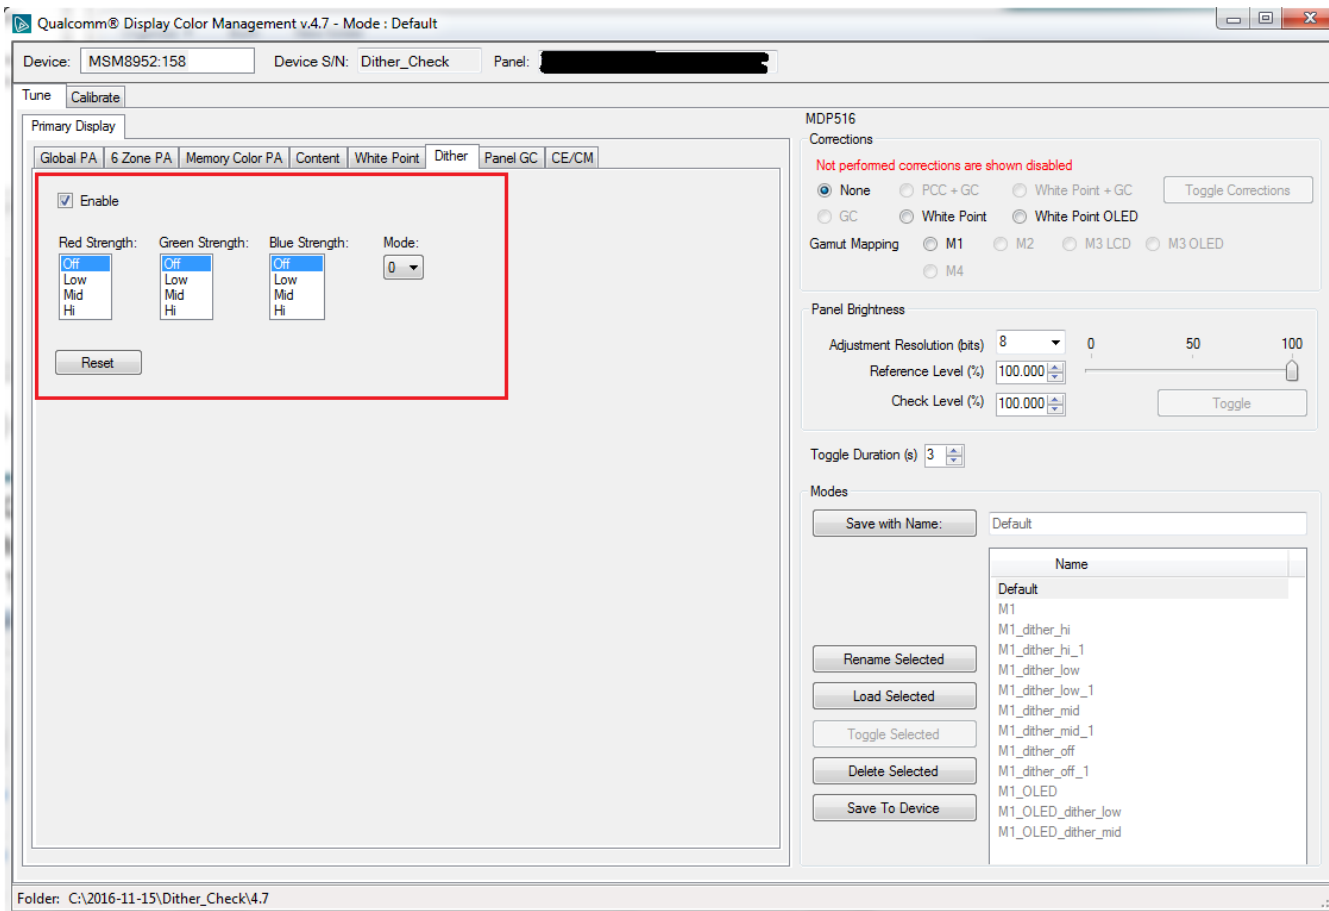 Qualcomm® Display Color Management v.4.7 - Mode : Default
Device: MSM8952:158 Device S/N: Dither_Check Panel:
Tune Calibrate
Primary Display
Global PA 6 Zone PA Memory Color PA Content White Point Dither Panel GC CE/CM
Enable
Red Strength: Green Strength: Blue Strength: Mode:
Off Off Off 0
Low Low Low
Mid Mid Mid
Hi Hi Hi
Reset
MDP516
Corrections
Not performed corrections are shown disabled
None PCC + GC White Point + GC Toggle Corrections
GC White Point White Point OLED
Gamut Mapping M1 M2 M3 LCD M3 OLED
M4
Panel Brightness
Adjustment Resolution (bits) 8 0 50 100
Reference Level (%) 100.000
Check Level (%) 100.000 Toggle
Toggle Duration (s) 3
Modes
Save with Name: Default
Name
Default
M1
M1_dither_hi
M1_dither_hi_1
M1_dither_low
M1_dither_low_1
M1_dither_mid
M1_dither_mid_1
M1_dither_off
M1_dither_off_1
M1_OLED
M1_OLED_dither_low
M1_OLED_dither_mid
Rename Selected
Load Selected
Toggle Selected
Delete Selected
Save To Device
Folder: C:\2016-11-15\Dither_Check\4.7